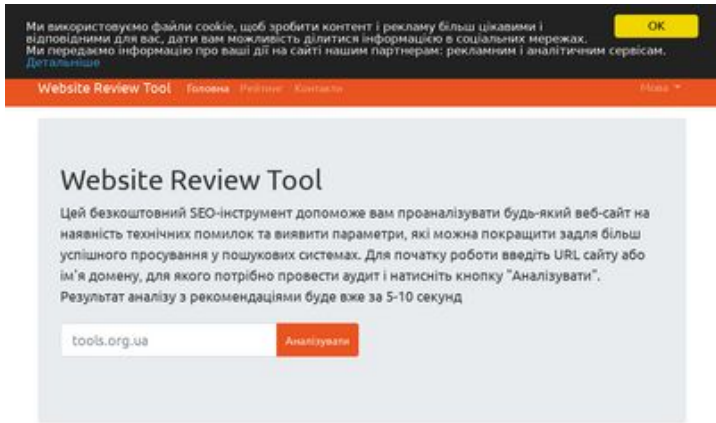 Ми використовуємо файли cookie, щоб зробити контент і рекламу більш цікавими і
відповідними для вас, дати вам можливість ділитися інформацією в соціальних мережах.
Ми передаємо інформацію про ваші дії на сайті нашим партнерам: рекламним і аналітичним сервісам.
Детальніше
OK
Website Review Tool Головна Рейтинг Контакти Мова
Website Review Tool
Цей безкоштовний SEO-інструмент допоможе вам проаналізувати будь-який веб-сайт на
наявність технічних помилок та виявити параметри, які можна покращити задля більш
успішного просування у пошукових системах. Для початку роботи введіть URL сайту або
ім'я домену, для якого потрібно провести аудит і натисніть кнопку "Аналізувати".
Результат аналізу з рекомендаціями буде вже за 5-10 секунд
tools.org.ua
Аналізувати